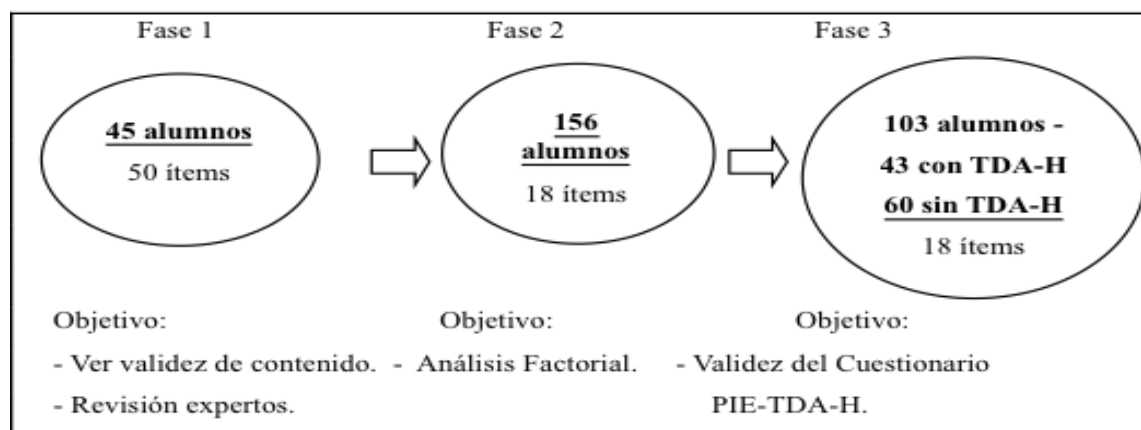 Fase 1
Fase 2
Fase 3
45 alumnos
50 ítems
156
alumnos
18 ítems
103 alumnos -
43 con TDA-H
60 sin TDA-H
18 ítems
Objetivo:
- Ver validez de contenido.
- Revisión expertos.
Objetivo:
- Análisis Factorial.
Objetivo:
- Validez del Cuestionario
PIE-TDA-H.